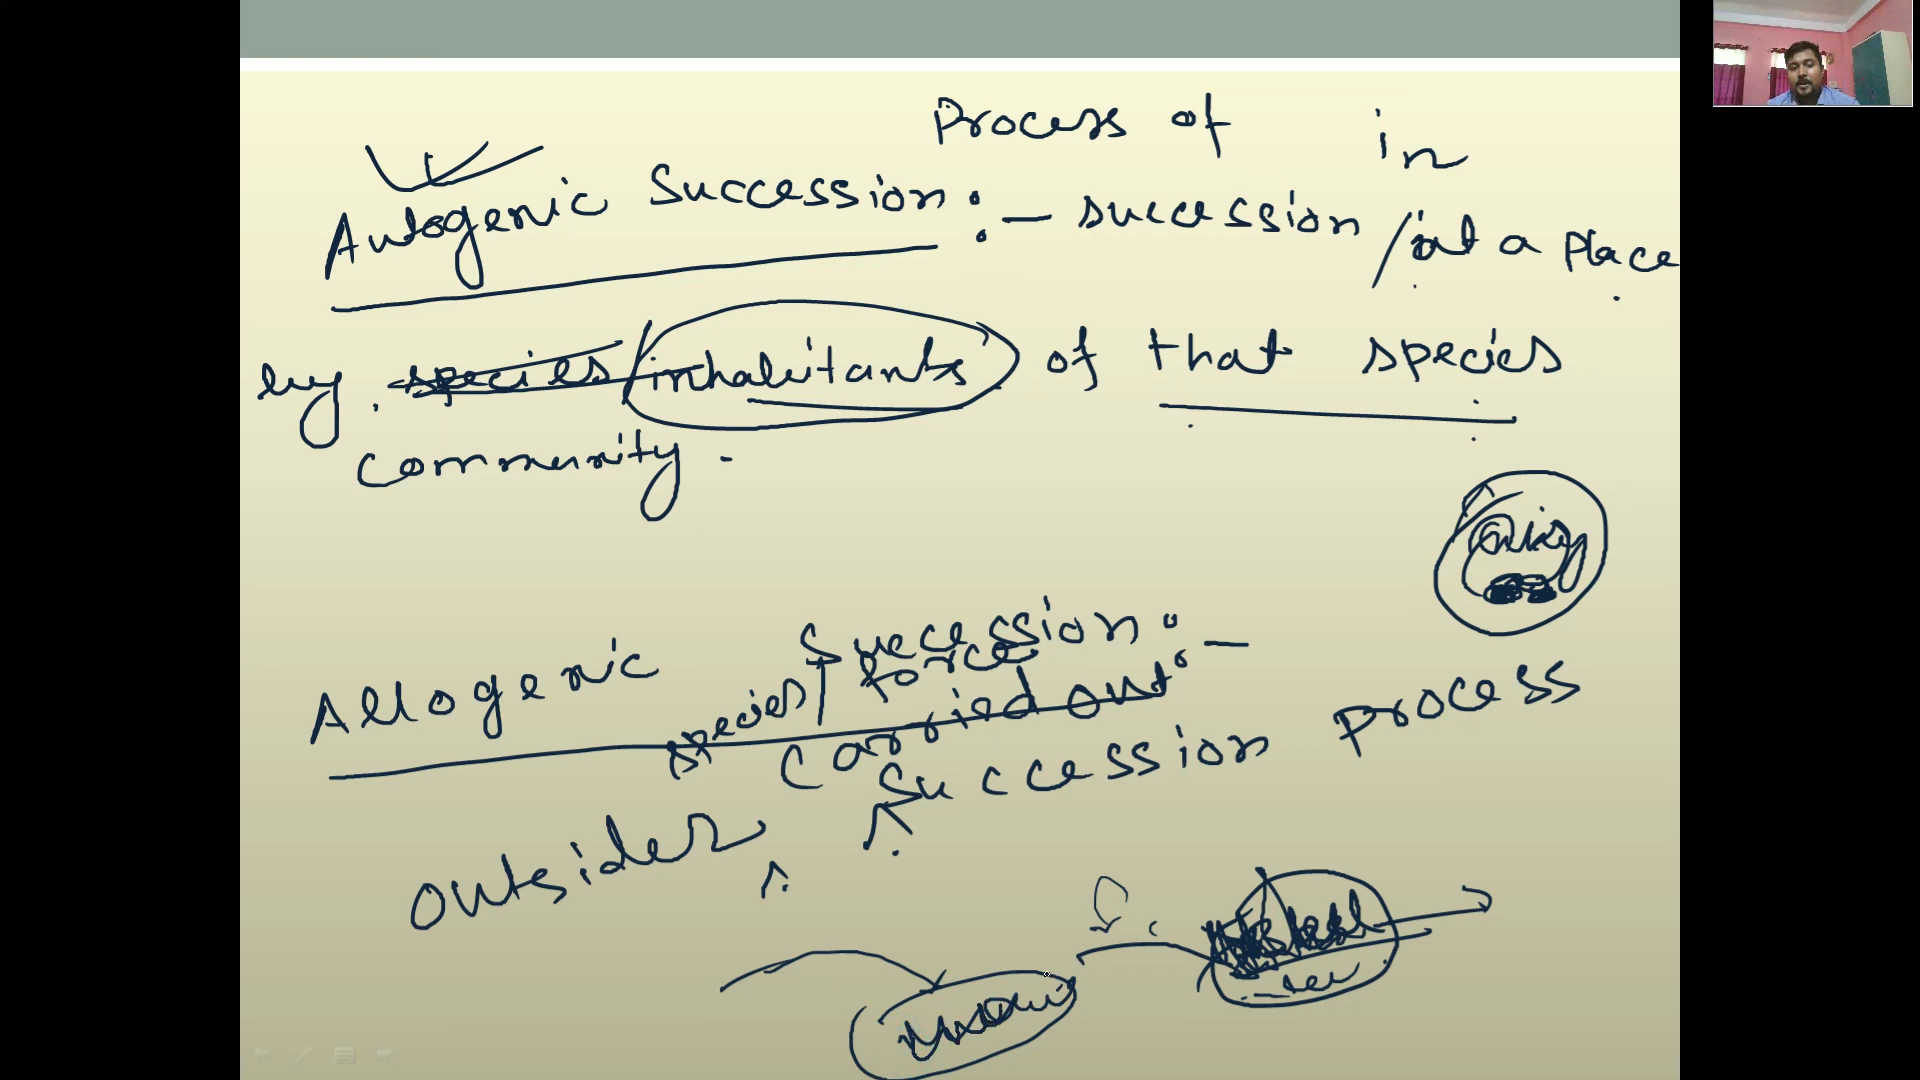 Process of in
Autogenic Succession :- succession / at a place
by species / inhabitants of that species
community.
Allogenic Succession :-
species / force
carried out
outsider, succession process